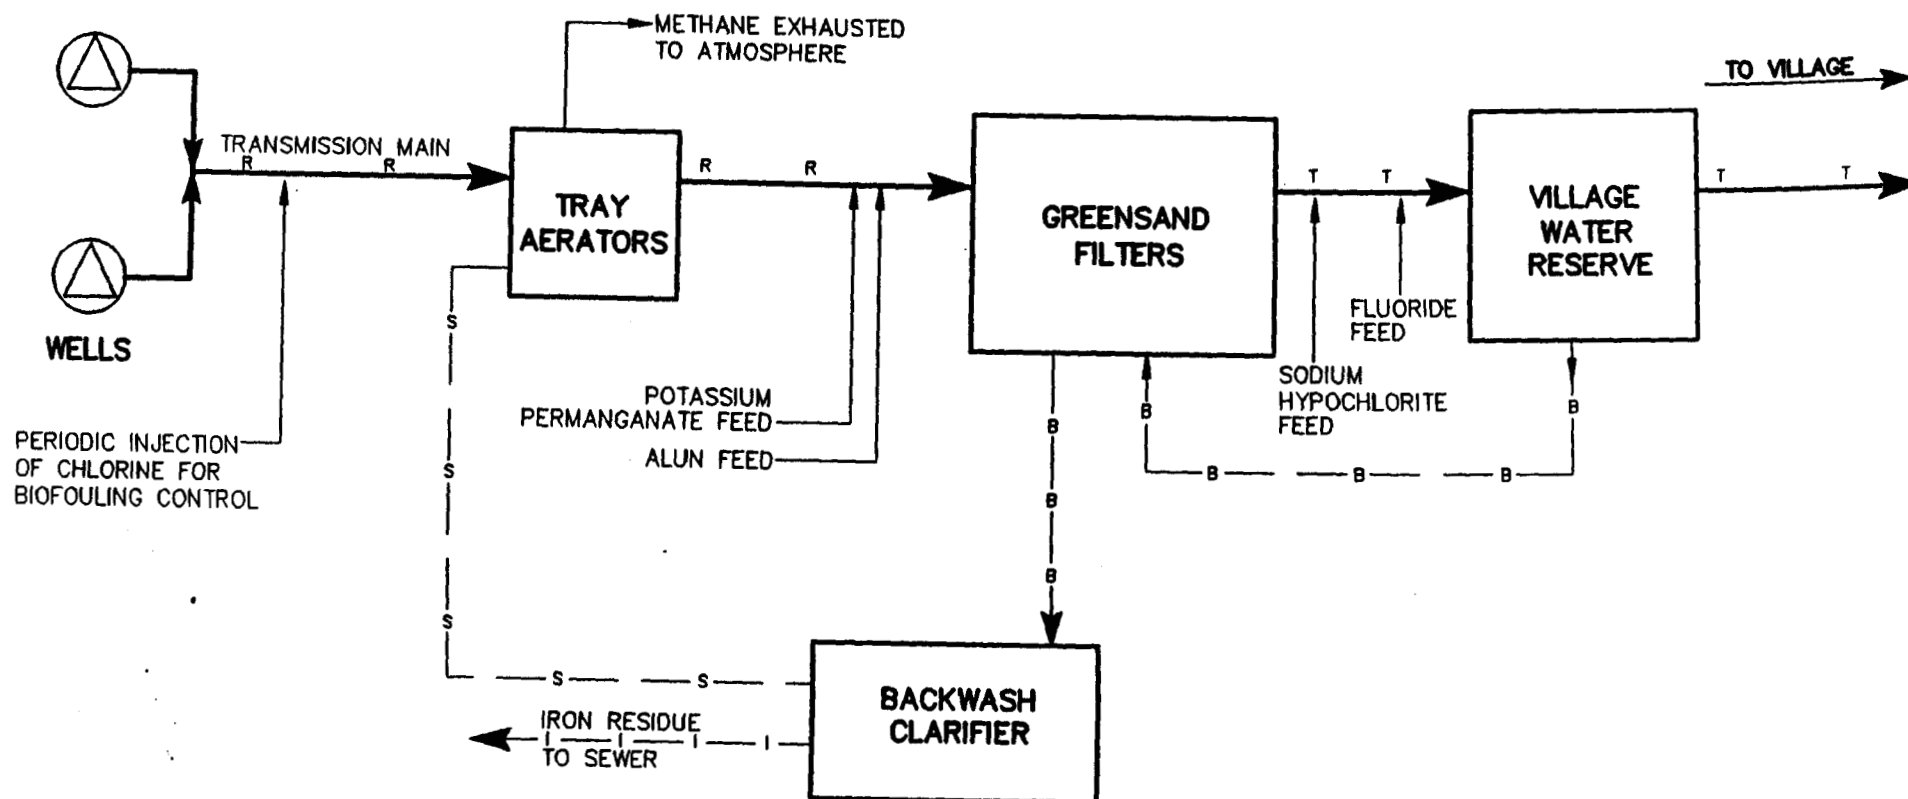 METHANE EXHAUSTED
TO ATMOSPHERE
TO VILLAGE
TRANSMISSION MAIN
R
R
R
R
T
T
T
T
TRAY
AERATORS
GREENSAND
FILTERS
VILLAGE
WATER
RESERVE
WELLS
FLUORIDE
FEED
SODIUM
HYPOCHLORITE
FEED
POTASSIUM
PERMANGANATE FEED
ALUN FEED
PERIODIC INJECTION
OF CHLORINE FOR
BIOFOULING CONTROL
S
S
S
S
S
B
B
B
B
B
B
B
B
BACKWASH
CLARIFIER
IRON RESIDUE
I
I
I
I
TO SEWER